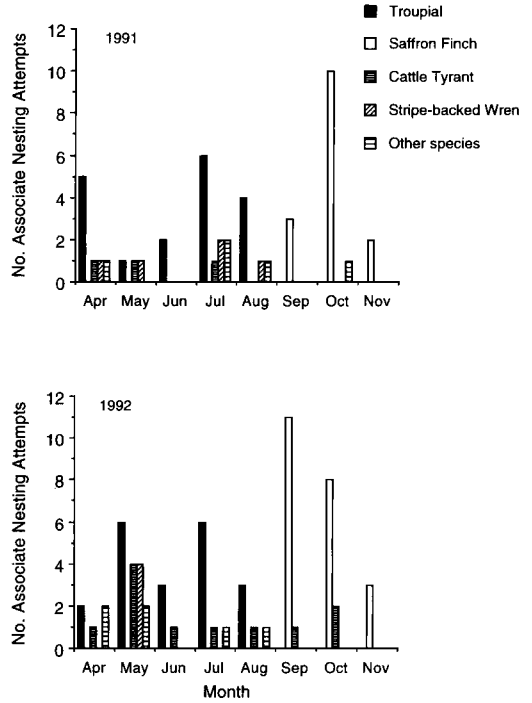 Troupial
Saffron Finch
Cattle Tyrant
Stripe-backed Wren
Other species
1991
No. Associate Nesting Attempts
12
10
8
6
4
2
0
Apr May Jun Jul Aug Sep Oct Nov
1992
No. Associate Nesting Attempts
12
10
8
6
4
2
0
Apr May Jun Jul Aug Sep Oct Nov
Month